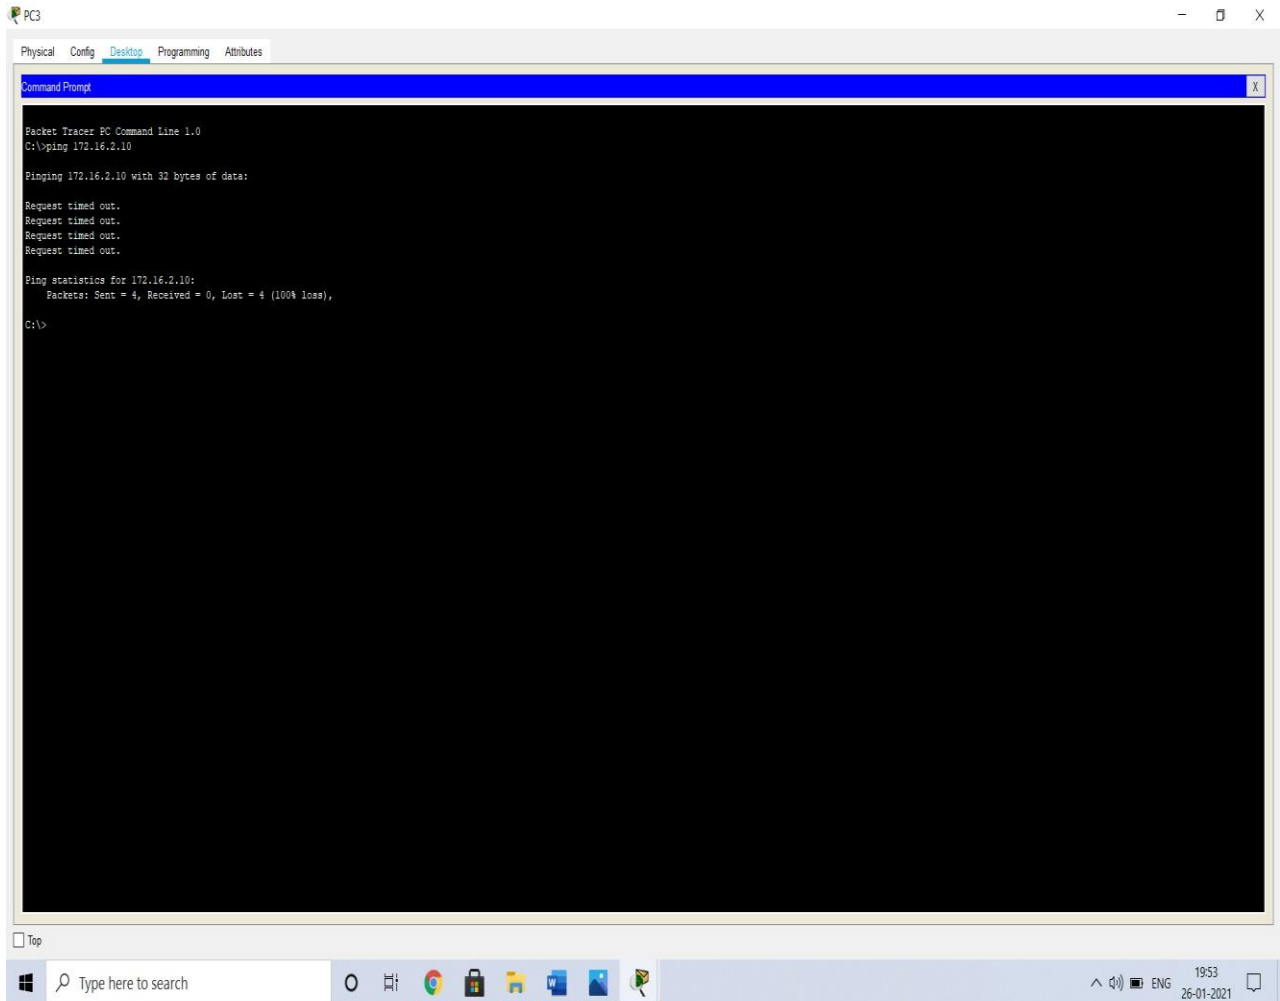 PC3
Physical Config Desktop Programming Attributes
Command Prompt
X
Packet Tracer PC Command Line 1.0
C:\>ping 172.16.2.10
Pinging 172.16.2.10 with 32 bytes of data:
Request timed out.
Request timed out.
Request timed out.
Request timed out.
Ping statistics for 172.16.2.10:
Packets: Sent = 4, Received = 0, Lost = 4 (100% loss),
C:\>
Top
Type here to search
ENG
19:53
26-01-2021